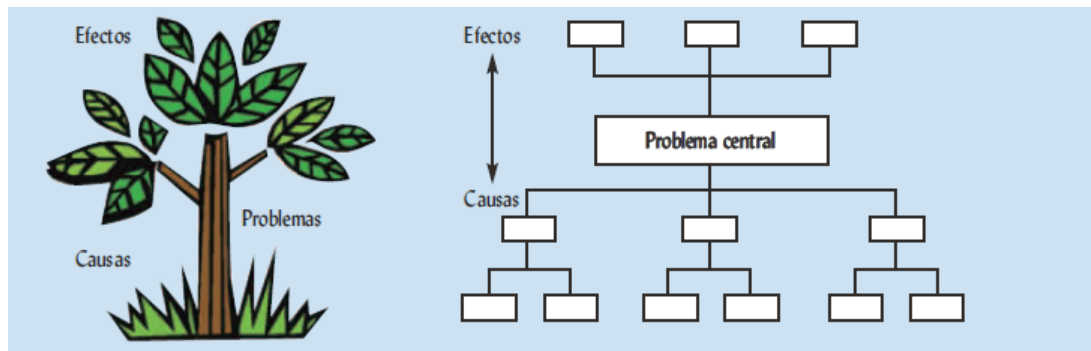 Efectos
Problemas
Causas
Efectos
Problema central
Causas